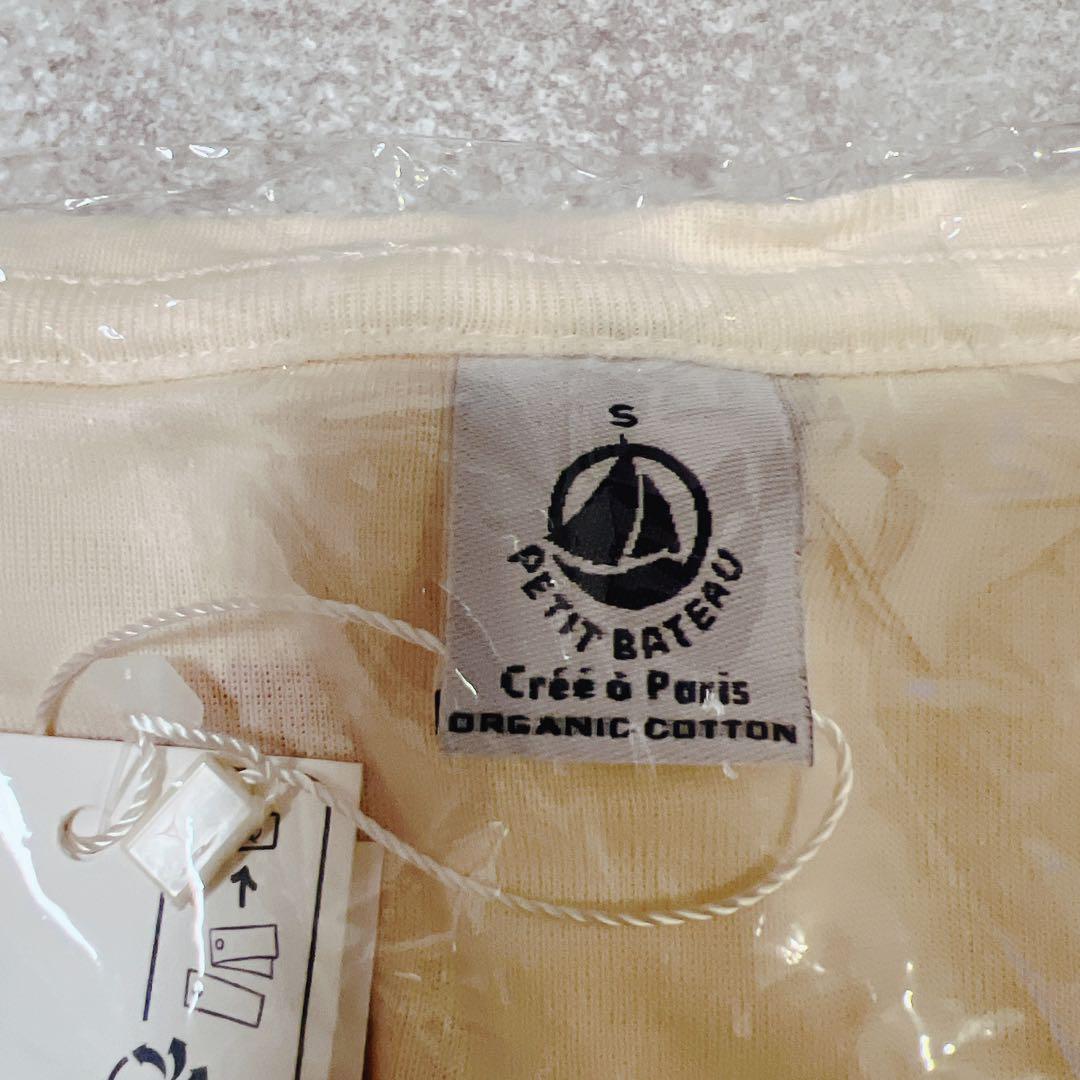 S
PETIT BATEAU
Créé à Paris
ORGANIC COTTON